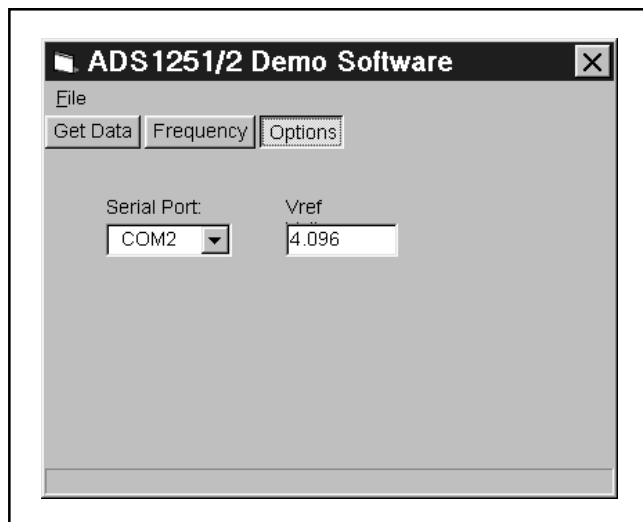 ADS1251/2 Demo Software
File
Get Data Frequency Options
Serial Port: Vref
COM2 4.096